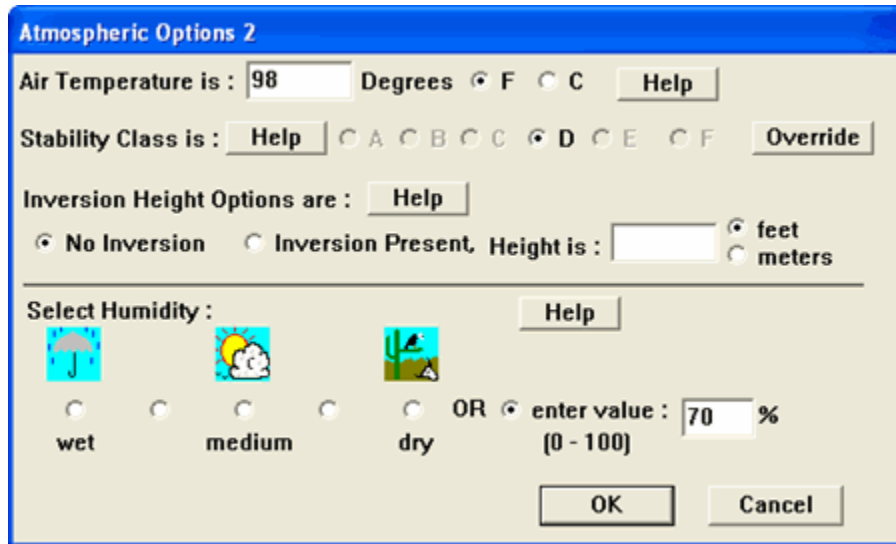 Atmospheric Options 2
Air Temperature is : 98 Degrees F C Help
Stability Class is : Help A B C D E F Override
Inversion Height Options are : Help
No Inversion Inversion Present, Height is : feet
meters
Select Humidity : Help
OR enter value : 70 %
wet medium dry (0 - 100)
OK Cancel